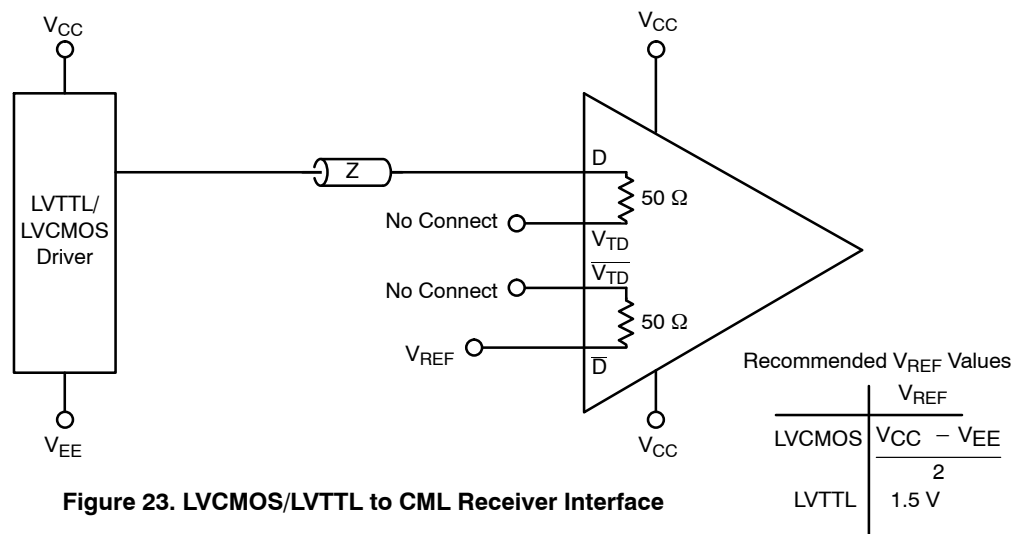 VCC
VCC
LVTTL/
LVCMOS
Driver
Z
D
50 Ω
No Connect
VTD
V̅T̅D̅
No Connect
50 Ω
VREF
D̅
VEE
VCC
Recommended VREF Values
VREF
LVCMOS VCC – VEE
2
LVTTL 1.5 V
Figure 23. LVCMOS/LVTTL to CML Receiver Interface